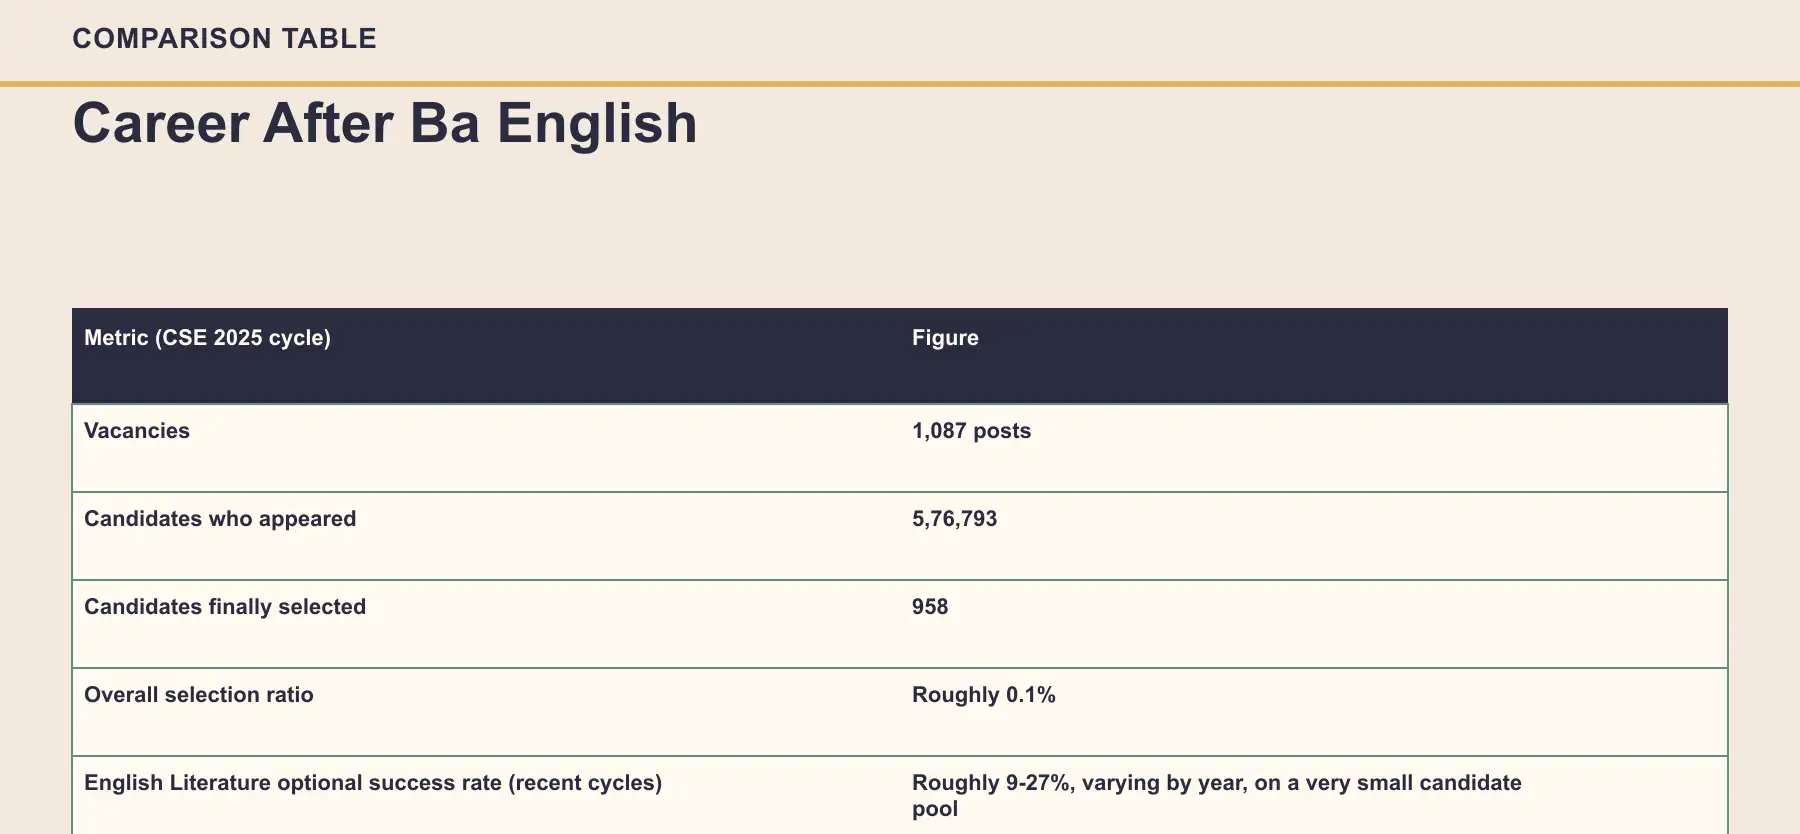 COMPARISON TABLE
Career After Ba English
Metric (CSE 2025 cycle) Figure
Vacancies 1,087 posts
Candidates who appeared 5,76,793
Candidates finally selected 958
Overall selection ratio Roughly 0.1%
English Literature optional success rate (recent cycles) Roughly 9-27%, varying by year, on a very small candidate
pool